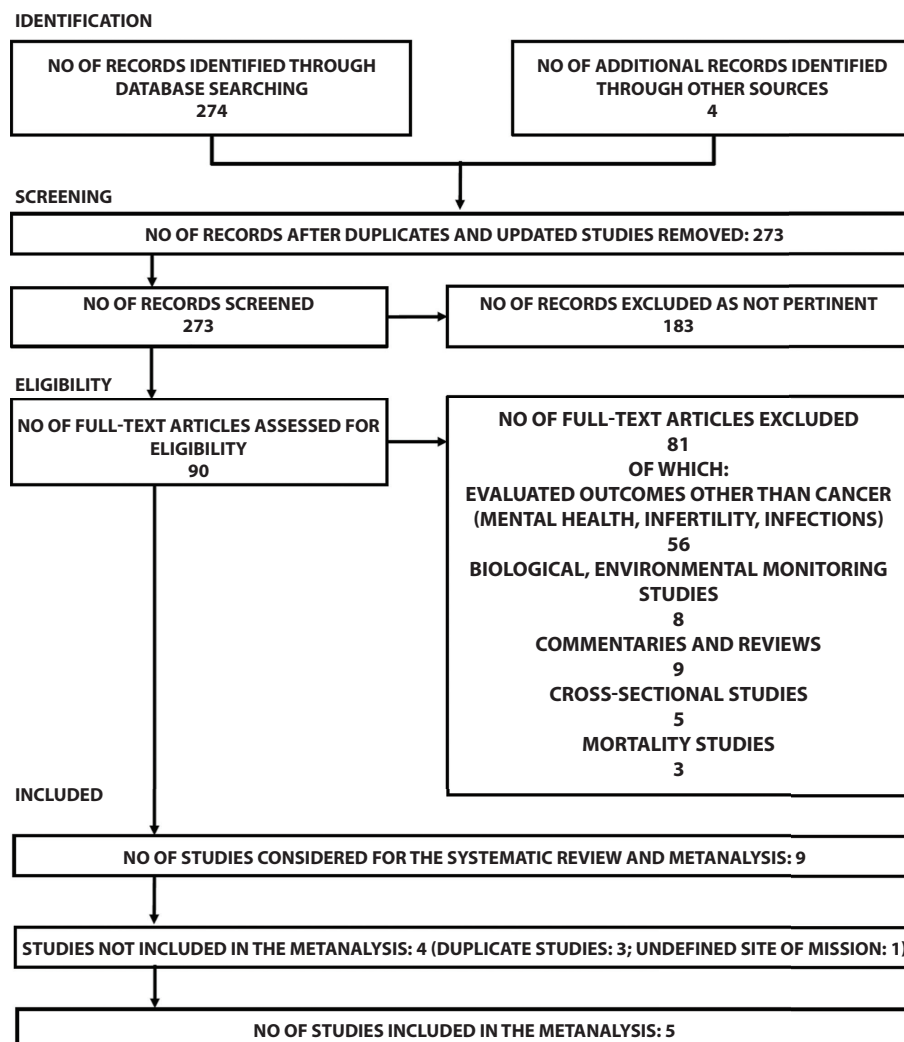 IDENTIFICATION
NO OF RECORDS IDENTIFIED THROUGH
DATABASE SEARCHING
274
NO OF ADDITIONAL RECORDS IDENTIFIED
THROUGH OTHER SOURCES
4
SCREENING
NO OF RECORDS AFTER DUPLICATES AND UPDATED STUDIES REMOVED: 273
NO OF RECORDS SCREENED
273
NO OF RECORDS EXCLUDED AS NOT PERTINENT
183
ELIGIBILITY
NO OF FULL-TEXT ARTICLES ASSESSED FOR
ELIGIBILITY
90
NO OF FULL-TEXT ARTICLES EXCLUDED
81
OF WHICH:
EVALUATED OUTCOMES OTHER THAN CANCER
(MENTAL HEALTH, INFERTILITY, INFECTIONS)
56
BIOLOGICAL, ENVIRONMENTAL MONITORING
STUDIES
8
COMMENTARIES AND REVIEWS
9
CROSS-SECTIONAL STUDIES
5
MORTALITY STUDIES
3
INCLUDED
NO OF STUDIES CONSIDERED FOR THE SYSTEMATIC REVIEW AND METANALYSIS: 9
STUDIES NOT INCLUDED IN THE METANALYSIS: 4 (DUPLICATE STUDIES: 3; UNDEFINED SITE OF MISSION: 1)
NO OF STUDIES INCLUDED IN THE METANALYSIS: 5